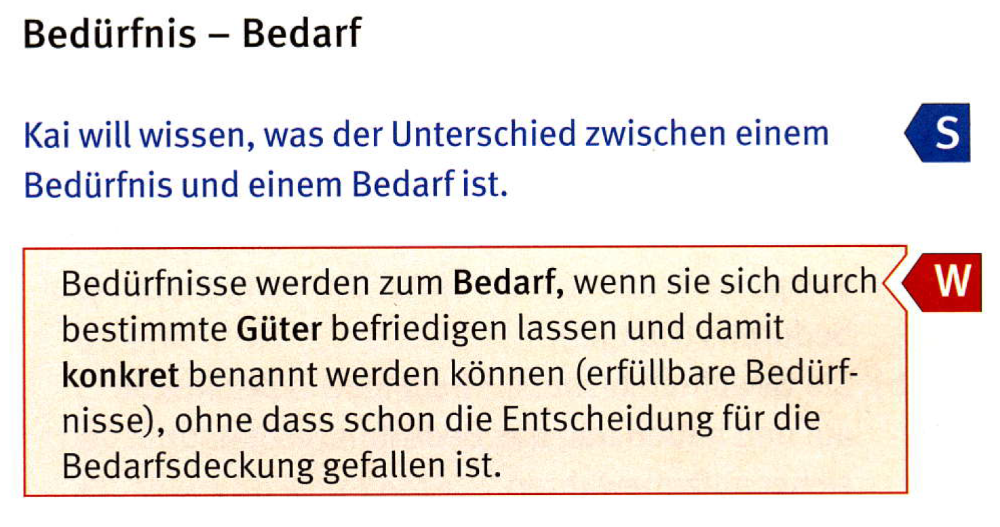 Bedürfnis – Bedarf
Kai will wissen, was der Unterschied zwischen einem
Bedürfnis und einem Bedarf ist.
S
Bedürfnisse werden zum Bedarf, wenn sie sich durch
bestimmte Güter befriedigen lassen und damit
konkret benannt werden können (erfüllbare Bedürf-
nisse), ohne dass schon die Entscheidung für die
Bedarfsdeckung gefallen ist.
W